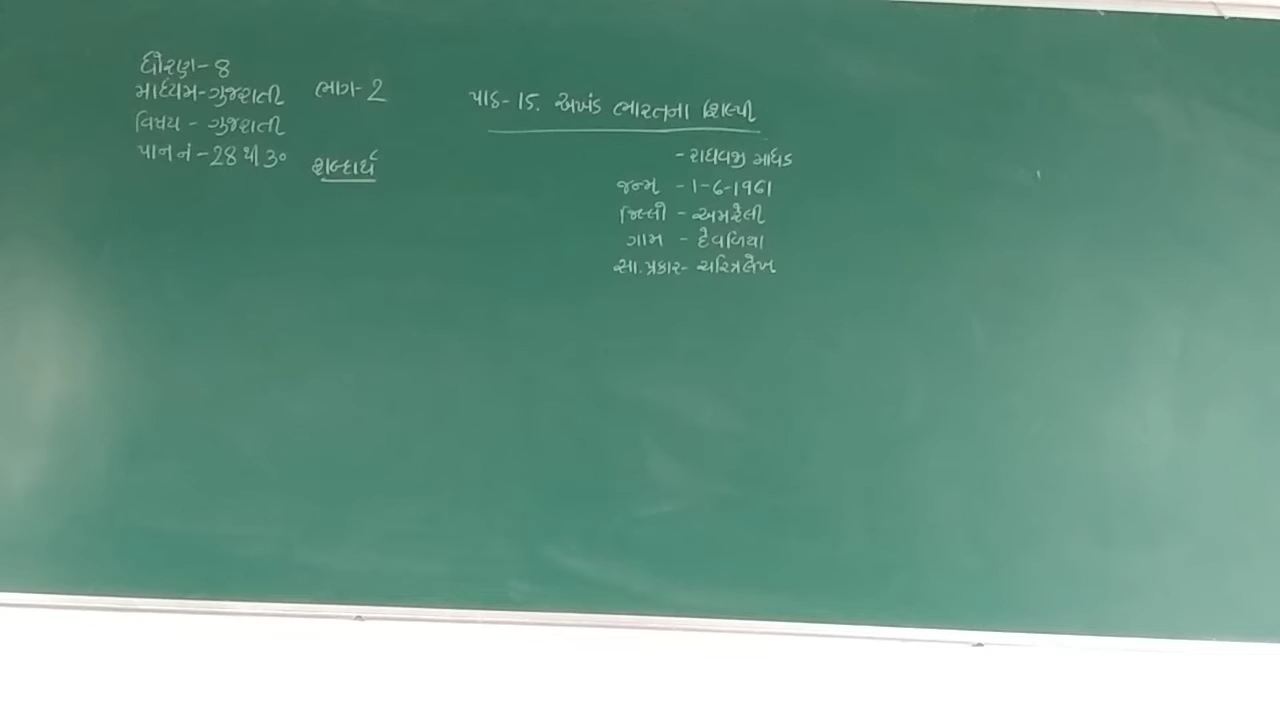 ધોરણ-8
માધ્યમ-ગુજરાતી ભાગ-2
વિષય - ગુજરાતી
પાન નં-28 થી 30
શબ્દાર્થ
પાઠ-15. અખંડ ભારતના શિલ્પી
- રાઘવજી માધડ
જન્મ - 1-6-1961
જિલ્લો - અમરેલી
ગામ - દેવળિયા
સા.પ્રકાર- ચરિત્રલેખ